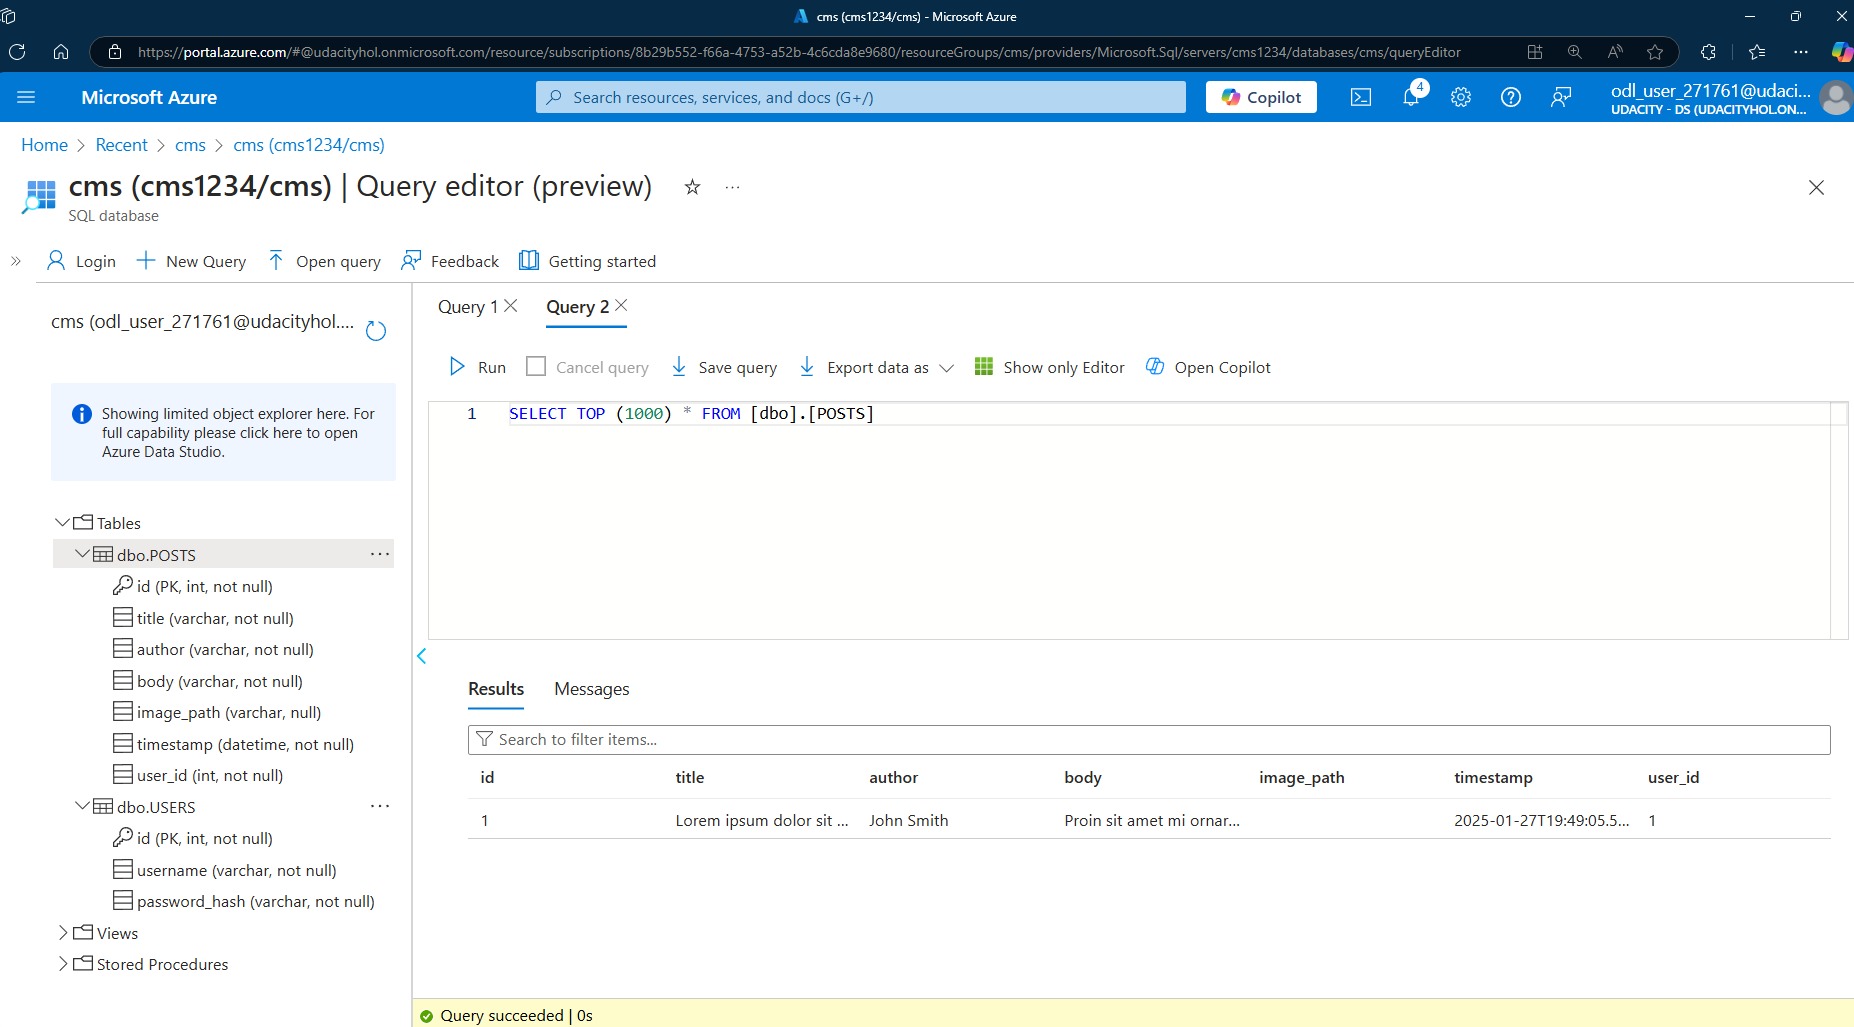 cms (cms1234/cms) - Microsoft Azure
https://portal.azure.com/#@udacityhol.onmicrosoft.com/resource/subscriptions/8b29b552-f66a-4753-a52b-4c6cda8e9680/resourceGroups/cms/providers/Microsoft.Sql/servers/cms1234/databases/cms/queryEditor
Microsoft Azure
Search resources, services, and docs (G+/)
Copilot
4
odl_user_271761@udaci...
UDACITY - DS (UDACITYHOL.ON...
Home > Recent > cms > cms (cms1234/cms)
cms (cms1234/cms) | Query editor (preview)
SQL database
Login
New Query
Open query
Feedback
Getting started
cms (odl_user_271761@udacityhol....
Showing limited object explorer here. For
full capability please click here to open
Azure Data Studio.
Tables
dbo.POSTS
id (PK, int, not null)
title (varchar, not null)
author (varchar, not null)
body (varchar, not null)
image_path (varchar, null)
timestamp (datetime, not null)
user_id (int, not null)
dbo.USERS
id (PK, int, not null)
username (varchar, not null)
password_hash (varchar, not null)
Views
Stored Procedures
Query 1
Query 2
Run
Cancel query
Save query
Export data as
Show only Editor
Open Copilot
1 SELECT TOP (1000) * FROM [dbo].[POSTS]
Results
Messages
Search to filter items...
id title author body image_path timestamp user_id
1 Lorem ipsum dolor sit ... John Smith Proin sit amet mi ornar... 2025-01-27T19:49:05.5... 1
Query succeeded | 0s